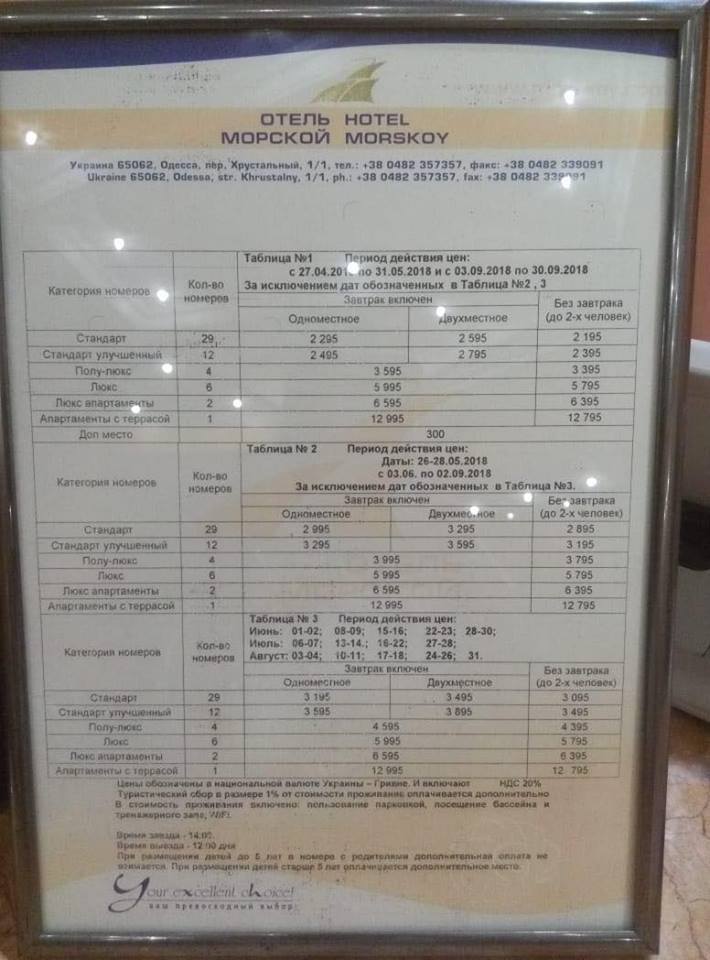 ОТЕЛЬ HOTEL
МОРСКОЙ MORSKOY
Украина 65062, Одесса, пер. Хрустальный, 1/1, тел.: +38 0482 357357, факс: +38 0482 339091
Ukraine 65062, Odessa, str. Khrustalny, 1/1, ph.: +38 0482 357357, fax: +38 0482 339091
Категория номеров Кол-во номеров Таблица №1 Период действия цен:
с 27.04.2018 по 31.05.2018 и с 03.09.2018 по 30.09.2018
За исключением дат обозначенных в Таблица №2 , 3
Завтрак включен Без завтрака (до 2-х человек)
Одноместное Двухместное
Стандарт 29 2 295 2 595 2 195
Стандарт улучшенный 12 2 495 2 795 2 395
Полу-люкс 4 3 595 3 395
Люкс 6 5 995 5 795
Люкс апартаменты 2 6 595 6 395
Апартаменты с террасой 1 12 995 12 795
Доп место 300
Категория номеров Кол-во номеров Таблица № 2 Период действия цен:
Даты: 26-28.05.2018
с 03.06. по 02.09.2018
За исключением дат обозначенных в Таблица №3.
Завтрак включен Без завтрака (до 2-х человек)
Одноместное Двухместное
Стандарт 29 2 995 3 295 2 895
Стандарт улучшенный 12 3 295 3 595 3 195
Полу-люкс 4 3 995 3 795
Люкс 6 5 995 5 795
Люкс апартаменты 2 6 595 6 395
Апартаменты с террасой 1 12 995 12 795
Категория номеров Кол-во номеров Таблица № 3 Период действия цен:
Июнь: 01-02; 08-09; 15-16; 22-23; 28-30;
Июль: 06-07; 13-14.; 16-22; 27-28;
Август: 03-04; 10-11; 17-18; 24-26; 31.
Завтрак включен Без завтрака (до 2-х человек)
Одноместное Двухместное
Стандарт 29 3 195 3 495 3 095
Стандарт улучшенный 12 3 595 3 895 3 495
Полу-люкс 4 4 595 4 395
Люкс 6 5 995 5 795
Люкс апартаменты 2 6 595 6 395
Апартаменты с террасой 1 12 995 12 795
Цены обозначены в национальной валюте Украины – Гривне. И включают НДС 20%
Туристический сбор в размере 1% от стоимости проживание оплачивается дополнительно
В стоимость проживания включено: пользование парковкой, посещение бассейна и
тренажерного зала, WIFI.
Время заезда - 14:00.
Время выезда - 12:00 дня
При размещении детей до 5 лет в номере с родителями дополнительная оплата не
взимается. При размещении детей старше 5 лет оплачивается дополнительное место.
Your excellent choice!
ваш превосходный выбор